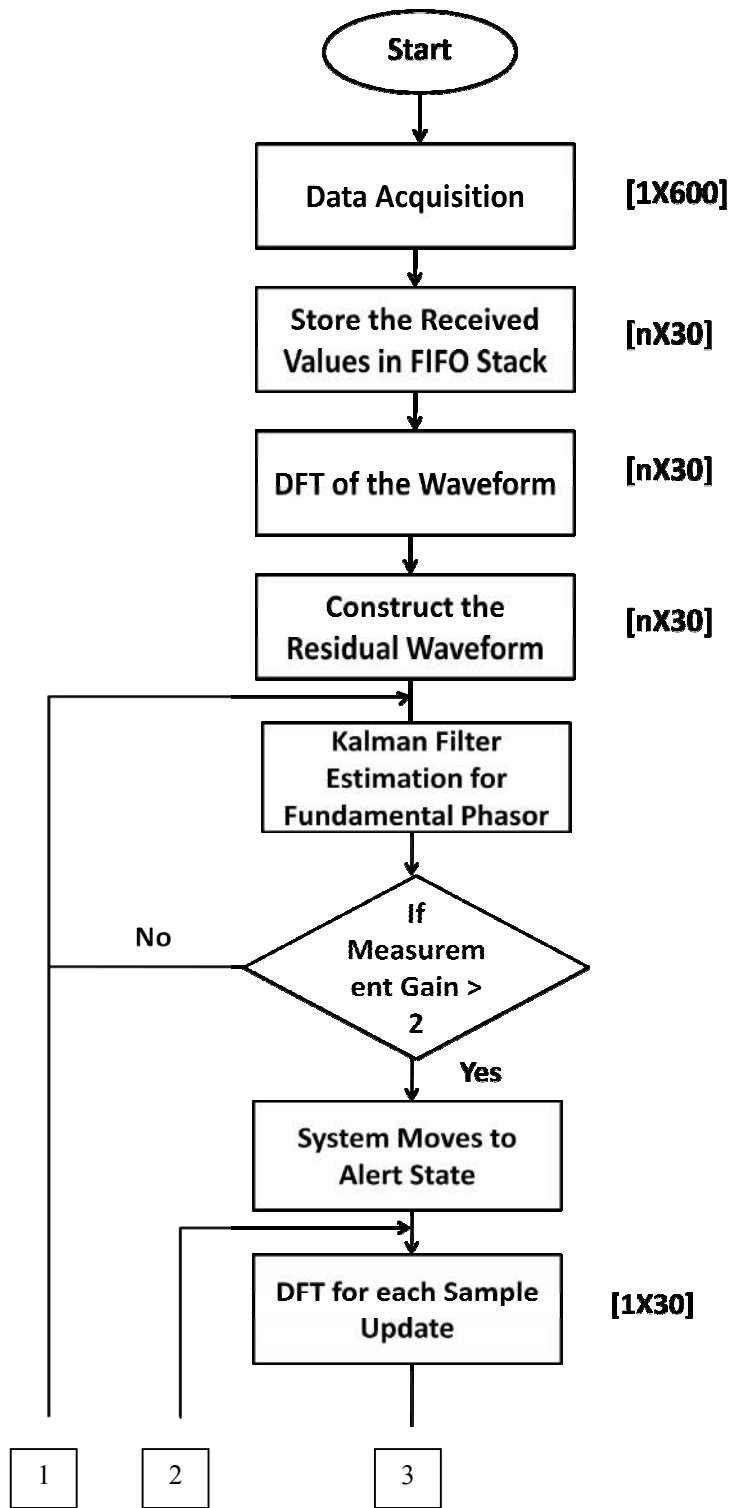 Start
Data Acquisition
[1X600]
Store the Received
Values in FIFO Stack
[nX30]
DFT of the Waveform
[nX30]
Construct the
Residual Waveform
[nX30]
Kalman Filter
Estimation for
Fundamental Phasor
If
Measurem
ent Gain >
2
No
Yes
System Moves to
Alert State
DFT for each Sample
Update
[1X30]
1
2
3